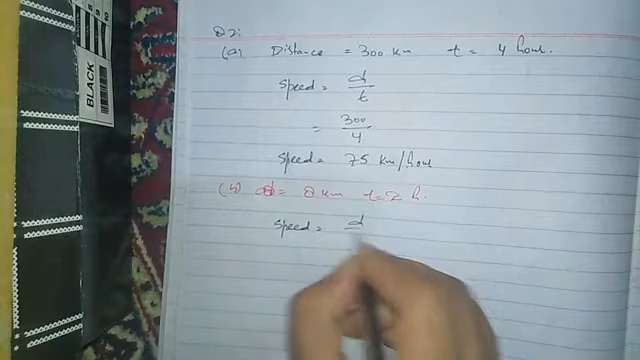 Q2:
(a) Distance = 300 km t = 4 hour.
Speed = d/t
= 300/4
Speed = 75 km/hour
(b) d = 8 km t = 2 h.
Speed = d
BLACK